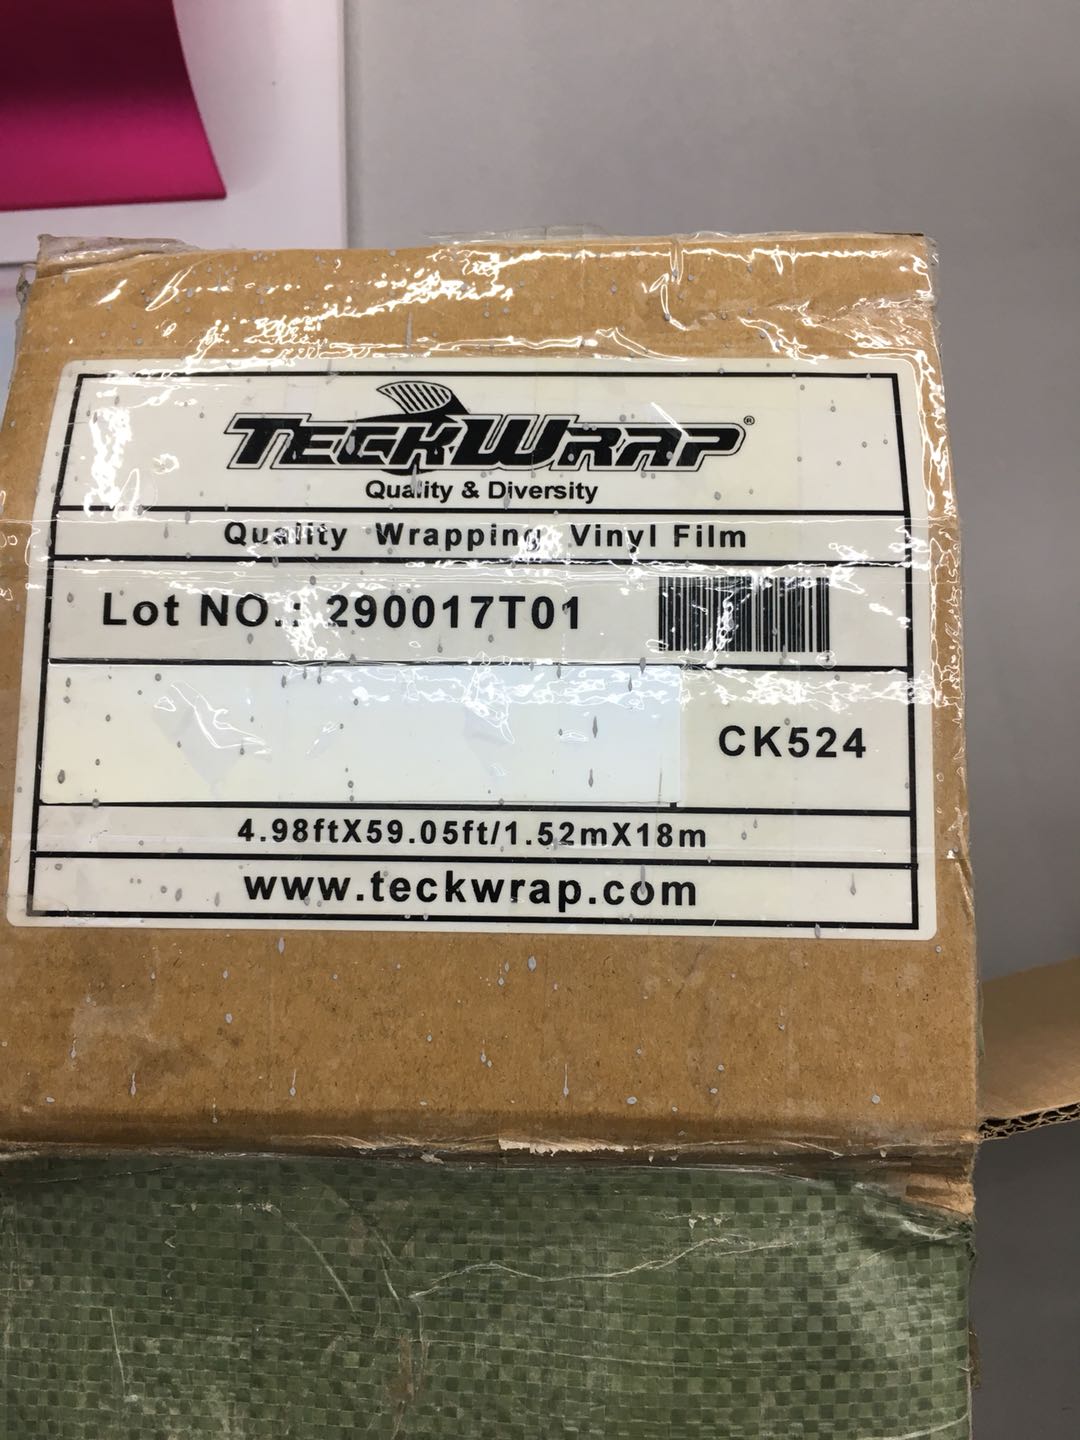 TECKWRAP®
Quality & Diversity
Quality Wrapping Vinyl Film
Lot NO.: 290017T01
CK524
4.98ftX59.05ft/1.52mX18m
www.teckwrap.com